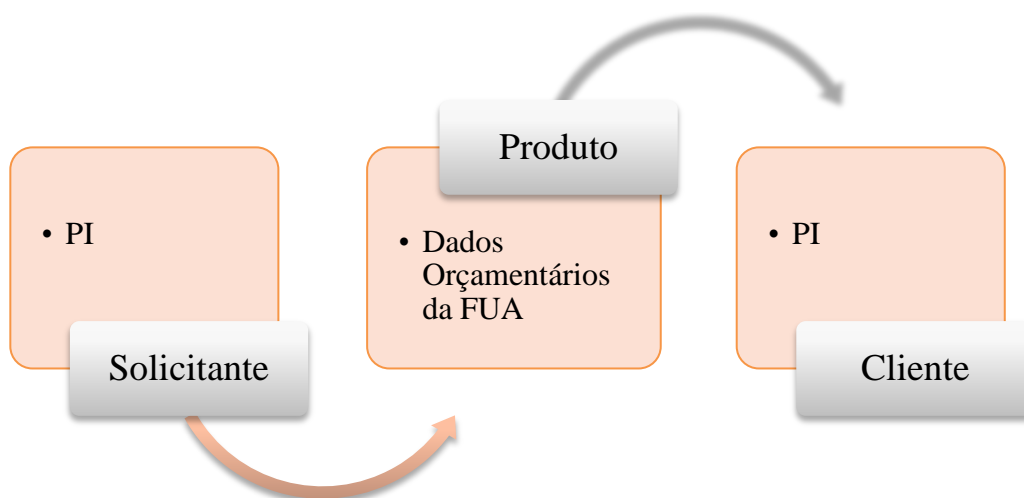 • PI
Solicitante
Produto
• Dados
Orçamentários
da FUA
• PI
Cliente